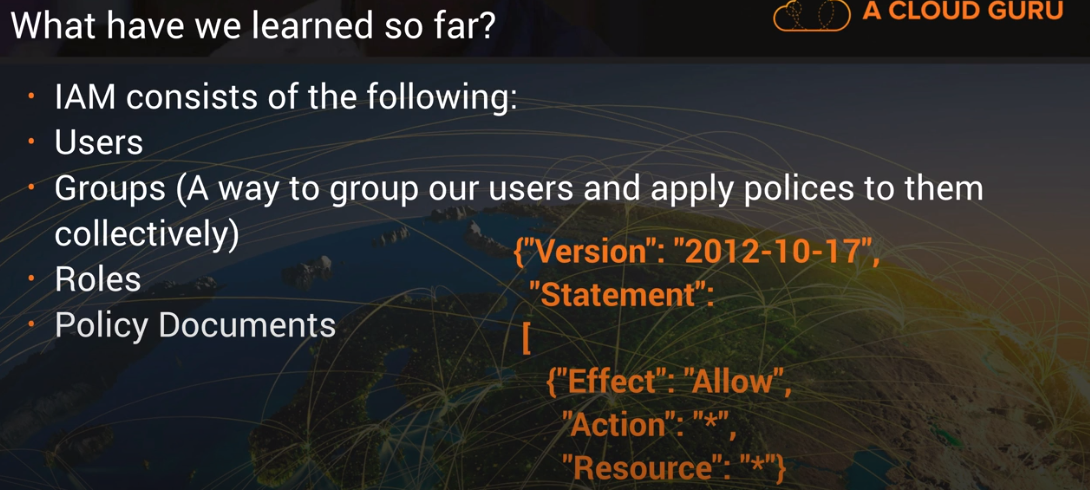 What have we learned so far?
A CLOUD GURU
• IAM consists of the following:
• Users
• Groups (A way to group our users and apply polices to them
collectively)
• Roles
• Policy Documents
{"Version": "2012-10-17",
"Statement":
[
{"Effect": "Allow",
"Action": "*",
"Resource": "*"}